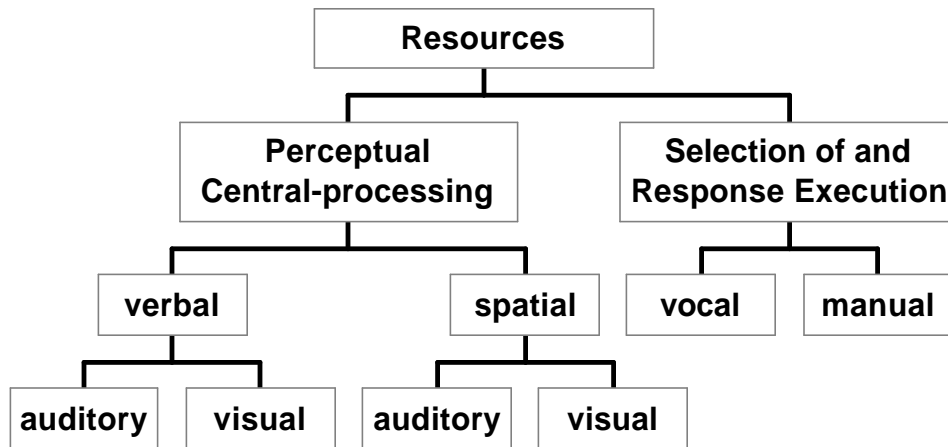 Resources
Perceptual
Central-processing
Selection of and
Response Execution
verbal
spatial
vocal
manual
auditory
visual
auditory
visual